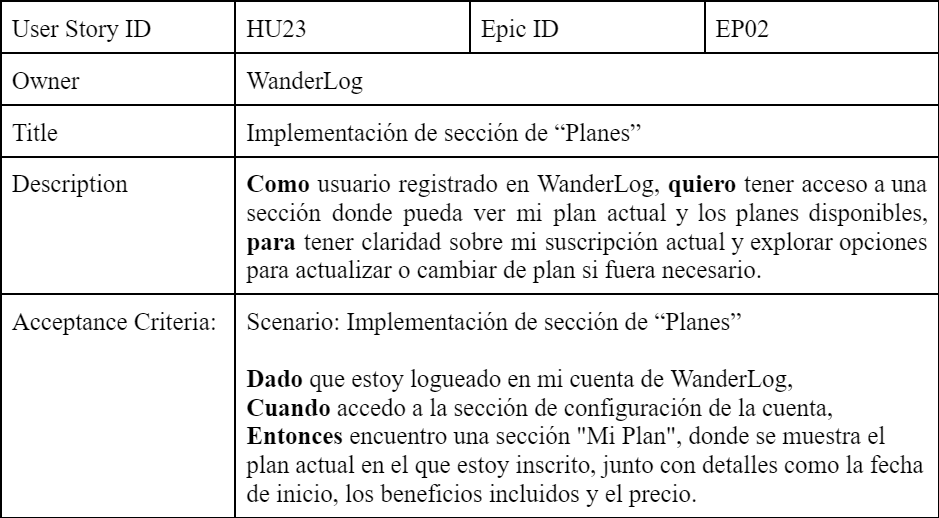 User Story ID HU23 Epic ID EP02
Owner WanderLog
Title Implementación de sección de “Planes”
Description Como usuario registrado en WanderLog, quiero tener acceso a una
sección donde pueda ver mi plan actual y los planes disponibles,
para tener claridad sobre mi suscripción actual y explorar opciones
para actualizar o cambiar de plan si fuera necesario.
Acceptance Criteria: Scenario: Implementación de sección de “Planes”
Dado que estoy logueado en mi cuenta de WanderLog,
Cuando accedo a la sección de configuración de la cuenta,
Entonces encuentro una sección "Mi Plan", donde se muestra el
plan actual en el que estoy inscrito, junto con detalles como la fecha
de inicio, los beneficios incluidos y el precio.